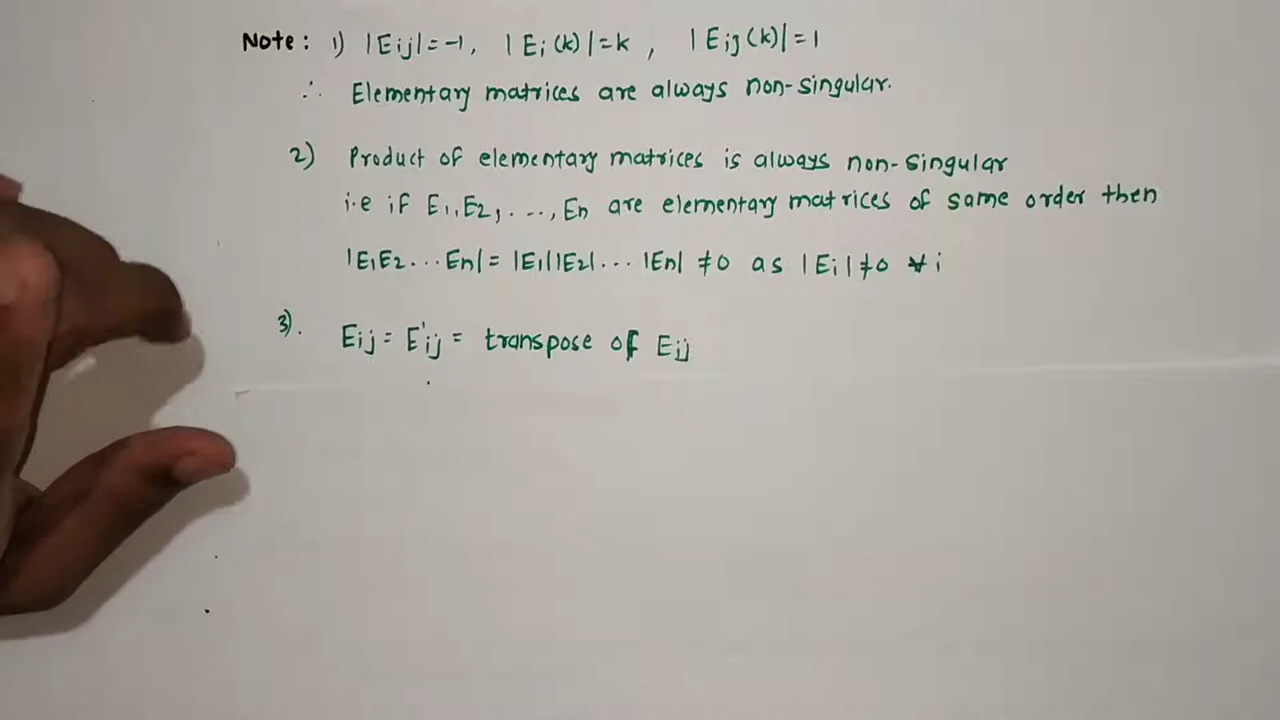 Note: 1) |Eij| = -1, |Ei(k)| = k, |Eij(k)| = 1
∴ Elementary matrices are always non-singular.
2) Product of elementary matrices is always non-singular
i.e if E1, E2, ..., En are elementary matrices of same order then
|E1E2...En| = |E1||E2|...|En| ≠0 as |Ei| ≠0 ∀ i
3). Eij = E'ij = transpose of Eij